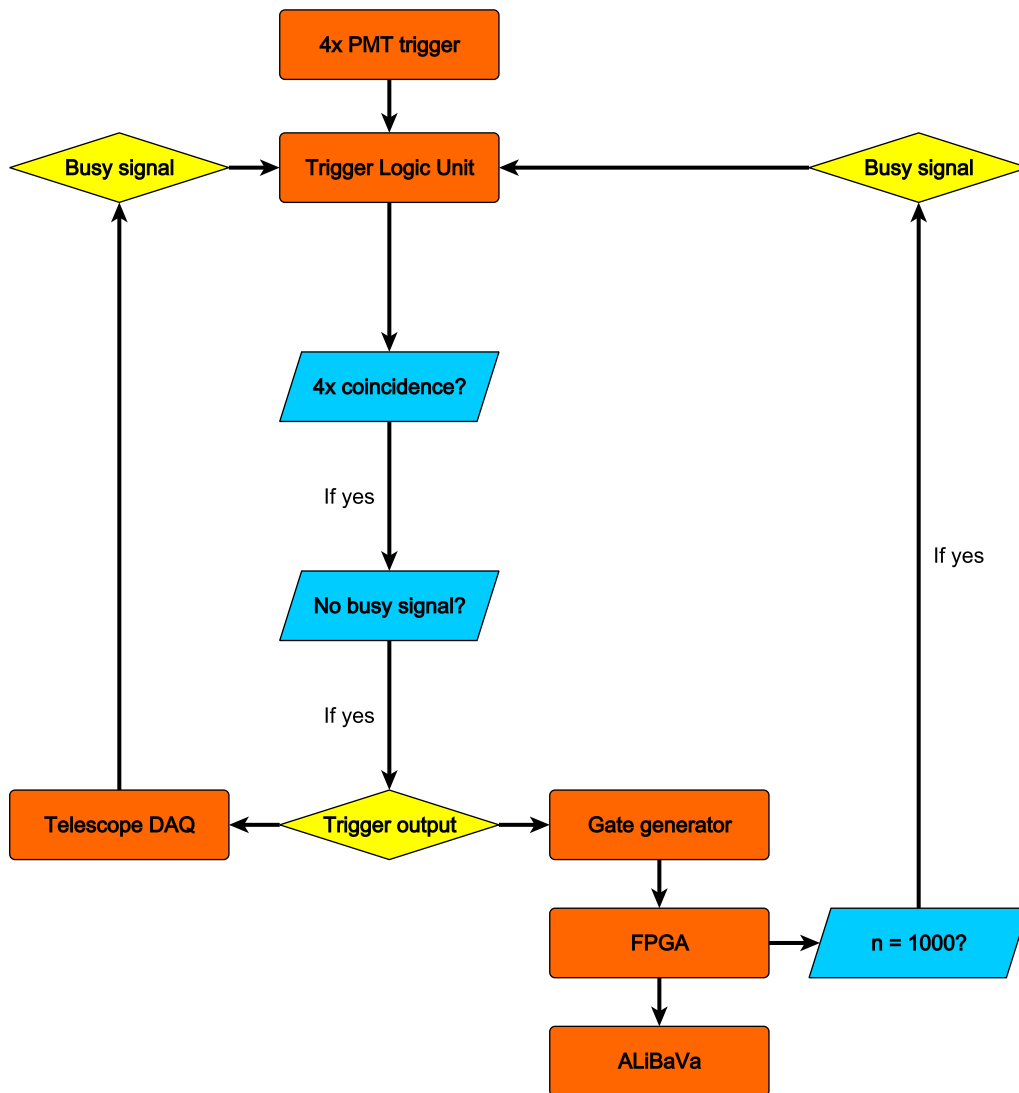 4x PMT trigger
Busy signal
Trigger Logic Unit
Busy signal
4x coincidence?
If yes
If yes
No busy signal?
If yes
Telescope DAQ
Trigger output
Gate generator
FPGA
n = 1000?
ALiBaVa